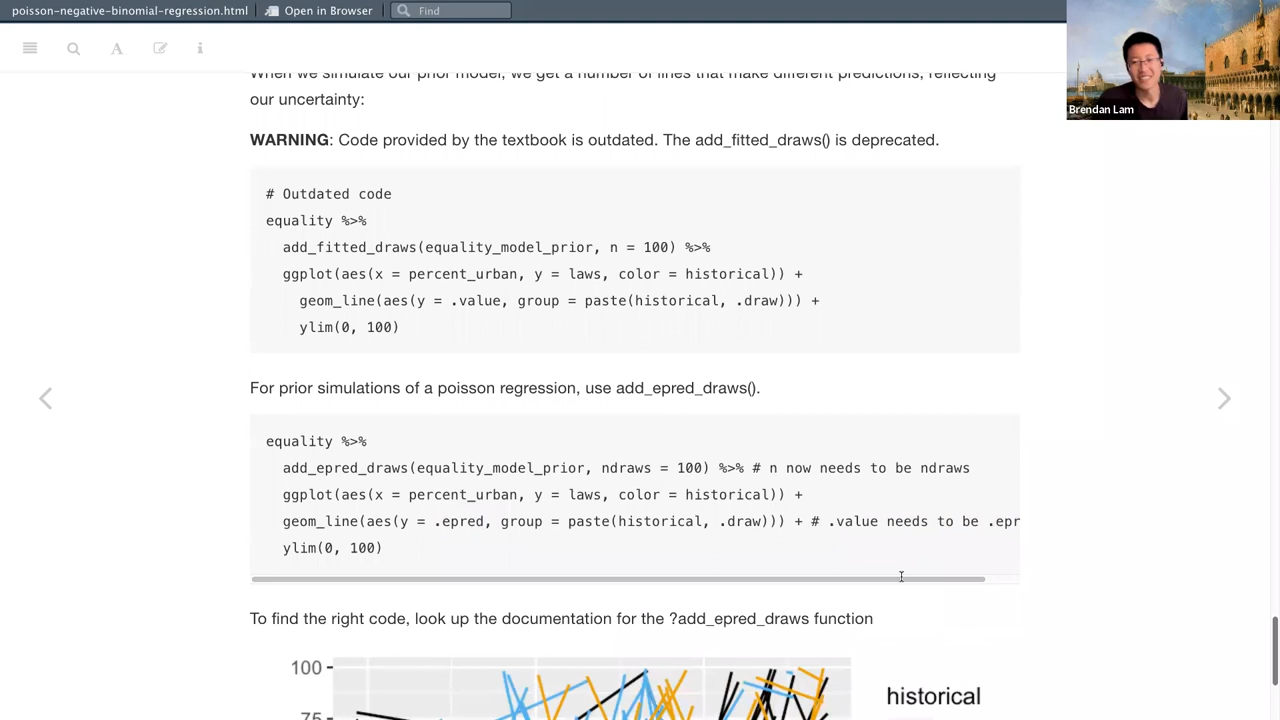 poisson-negative-binomial-regression.html
Open in Browser
Find
When we simulate our prior model, we get a number of lines that make different predictions, reflecting
our uncertainty:
WARNING: Code provided by the textbook is outdated. The add_fitted_draws() is deprecated.
# Outdated code
equality %>%
  add_fitted_draws(equality_model_prior, n = 100) %>%
  ggplot(aes(x = percent_urban, y = laws, color = historical)) +
    geom_line(aes(y = .value, group = paste(historical, .draw))) +
    ylim(0, 100)
For prior simulations of a poisson regression, use add_epred_draws().
equality %>%
  add_epred_draws(equality_model_prior, ndraws = 100) %>% # n now needs to be ndraws
  ggplot(aes(x = percent_urban, y = laws, color = historical)) +
  geom_line(aes(y = .epred, group = paste(historical, .draw))) + # .value needs to be .epr
  ylim(0, 100)
To find the right code, look up the documentation for the ?add_epred_draws function
100
75
historical
Brendan Lam